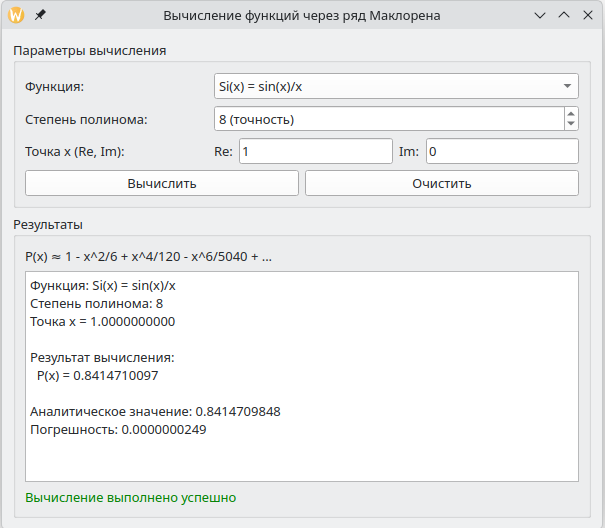 Вычисление функций через ряд Маклорена
Параметры вычисления
Функция: Si(x) = sin(x)/x
Степень полинома: 8 (точность)
Точка x (Re, Im): Re: 1 Im: 0
Вычислить Очистить
Результаты
P(x) ≈ 1 - x^2/6 + x^4/120 - x^6/5040 + ...
Функция: Si(x) = sin(x)/x
Степень полинома: 8
Точка x = 1.0000000000
Результат вычисления:
P(x) = 0.8414710097
Аналитическое значение: 0.8414709848
Погрешность: 0.0000000249
Вычисление выполнено успешно